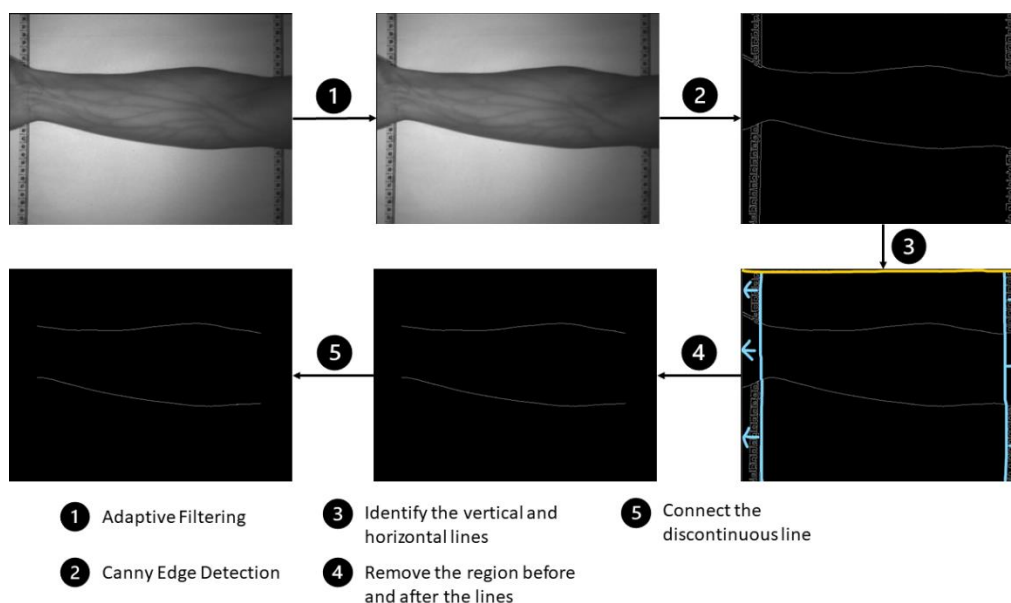 1
2
3
4
5
1 Adaptive Filtering
2 Canny Edge Detection
3 Identify the vertical and
horizontal lines
4 Remove the region before
and after the lines
5 Connect the
discontinuous line